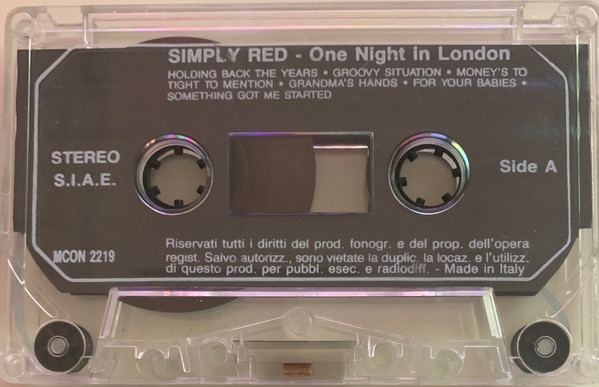 SIMPLY RED - One Night in London
HOLDING BACK THE YEARS • GROOVY SITUATION • MONEY'S TO
TIGHT TO MENTION • GRANDMA'S HANDS • FOR YOUR BABIES •
SOMETHING GOT ME STARTED
STEREO
S.I.A.E.
Side A
MCON 2219
Riservati tutti i diritti del prod. fonogr. e del prop. dell'opera
regist. Salvo autorizz., sono vietate la duplic. la locaz. e l'utilizz.
di questo prod. per pubbl. esec. e radiodiff. - Made in Italy